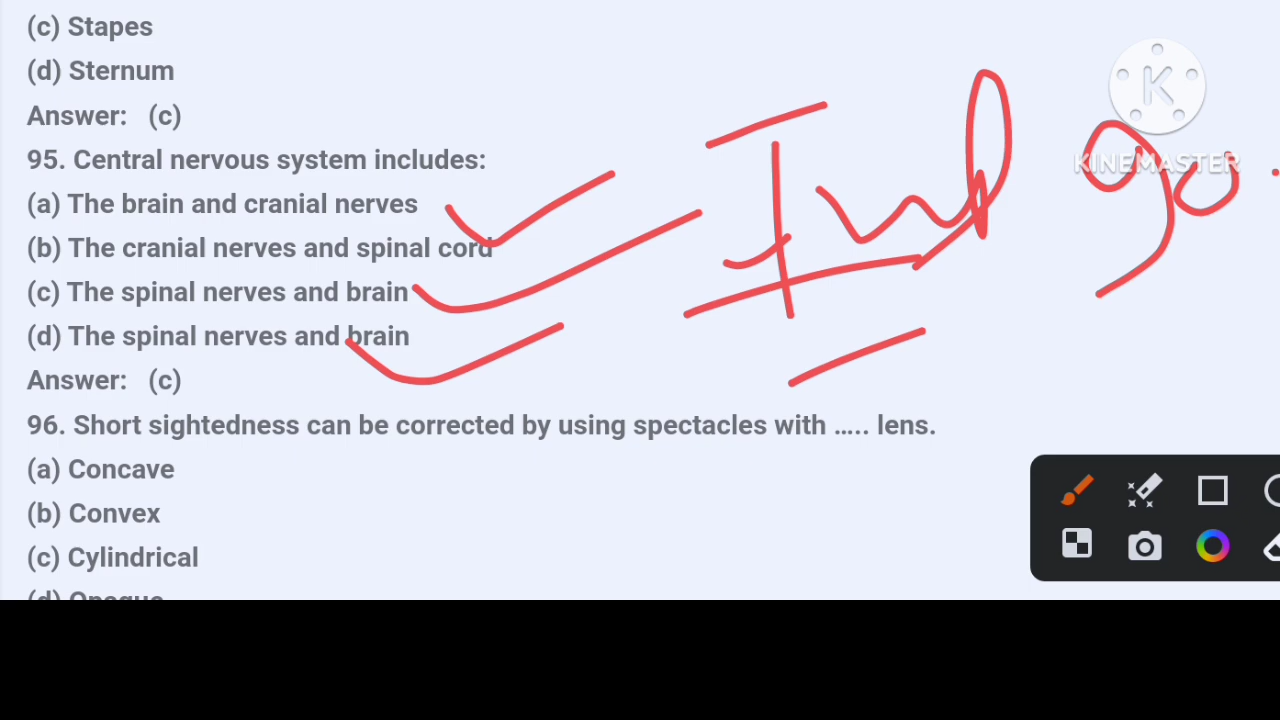 (c) Stapes
(d) Sternum
Answer: (c)
95. Central nervous system includes:
(a) The brain and cranial nerves
(b) The cranial nerves and spinal cord
(c) The spinal nerves and brain
(d) The spinal nerves and brain
Answer: (c)
96. Short sightedness can be corrected by using spectacles with ..... lens.
(a) Concave
(b) Convex
(c) Cylindrical
(d) Opaque
K
KINEMASTER